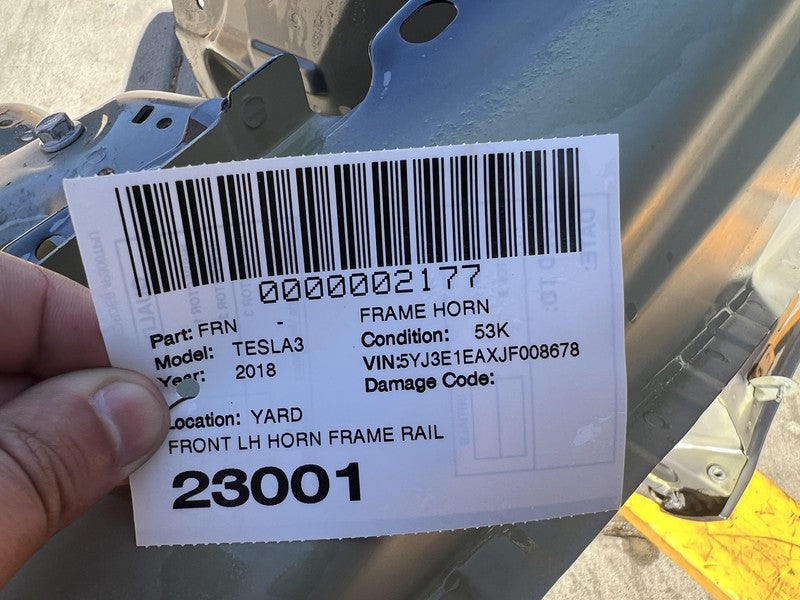 0000002177
Part: FRN - FRAME HORN
Model: TESLA3 Condition: 53K
Year: 2018 VIN:5YJ3E1EAXJF008678
Damage Code:
Location: YARD
FRONT LH HORN FRAME RAIL
23001
DATE: